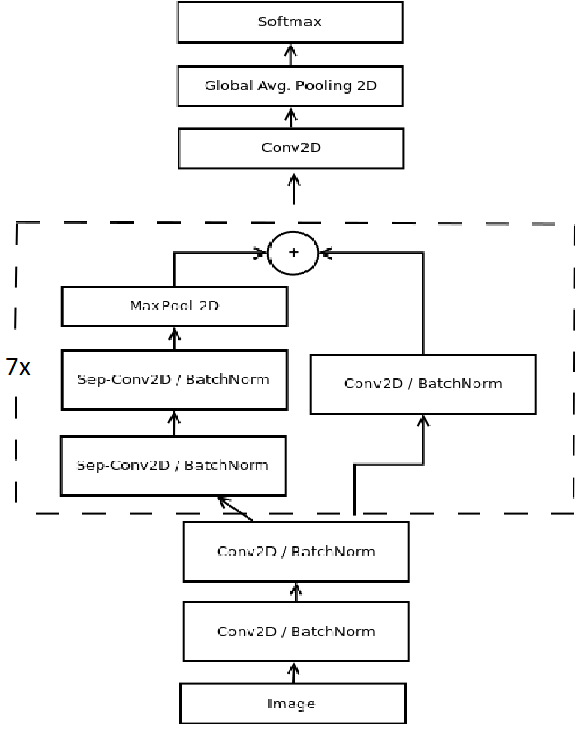 Softmax
Global Avg. Pooling 2D
Conv2D
+
MaxPool 2D
Sep-Conv2D / BatchNorm
Conv2D / BatchNorm
7x
Sep-Conv2D / BatchNorm
Conv2D / BatchNorm
Conv2D / BatchNorm
Image